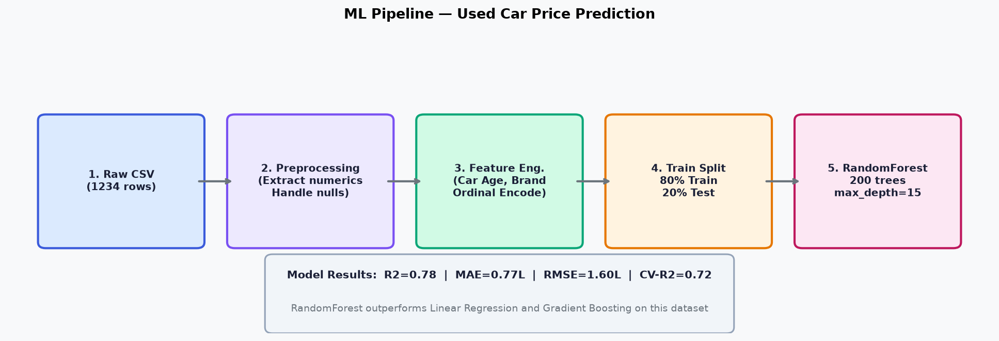 ML Pipeline — Used Car Price Prediction
1. Raw CSV
(1234 rows)
2. Preprocessing
(Extract numerics
Handle nulls)
3. Feature Eng.
(Car Age, Brand
Ordinal Encode)
4. Train Split
80% Train
20% Test
5. RandomForest
200 trees
max_depth=15
Model Results:  R2=0.78  |  MAE=0.77L  |  RMSE=1.60L  |  CV-R2=0.72
RandomForest outperforms Linear Regression and Gradient Boosting on this dataset